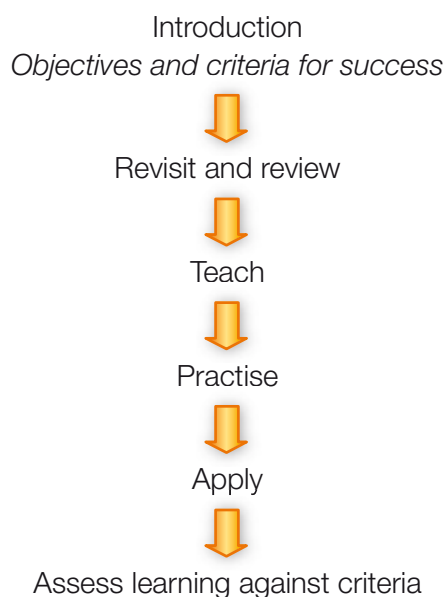 Introduction
Objectives and criteria for success
Revisit and review
Teach
Practise
Apply
Assess learning against criteria